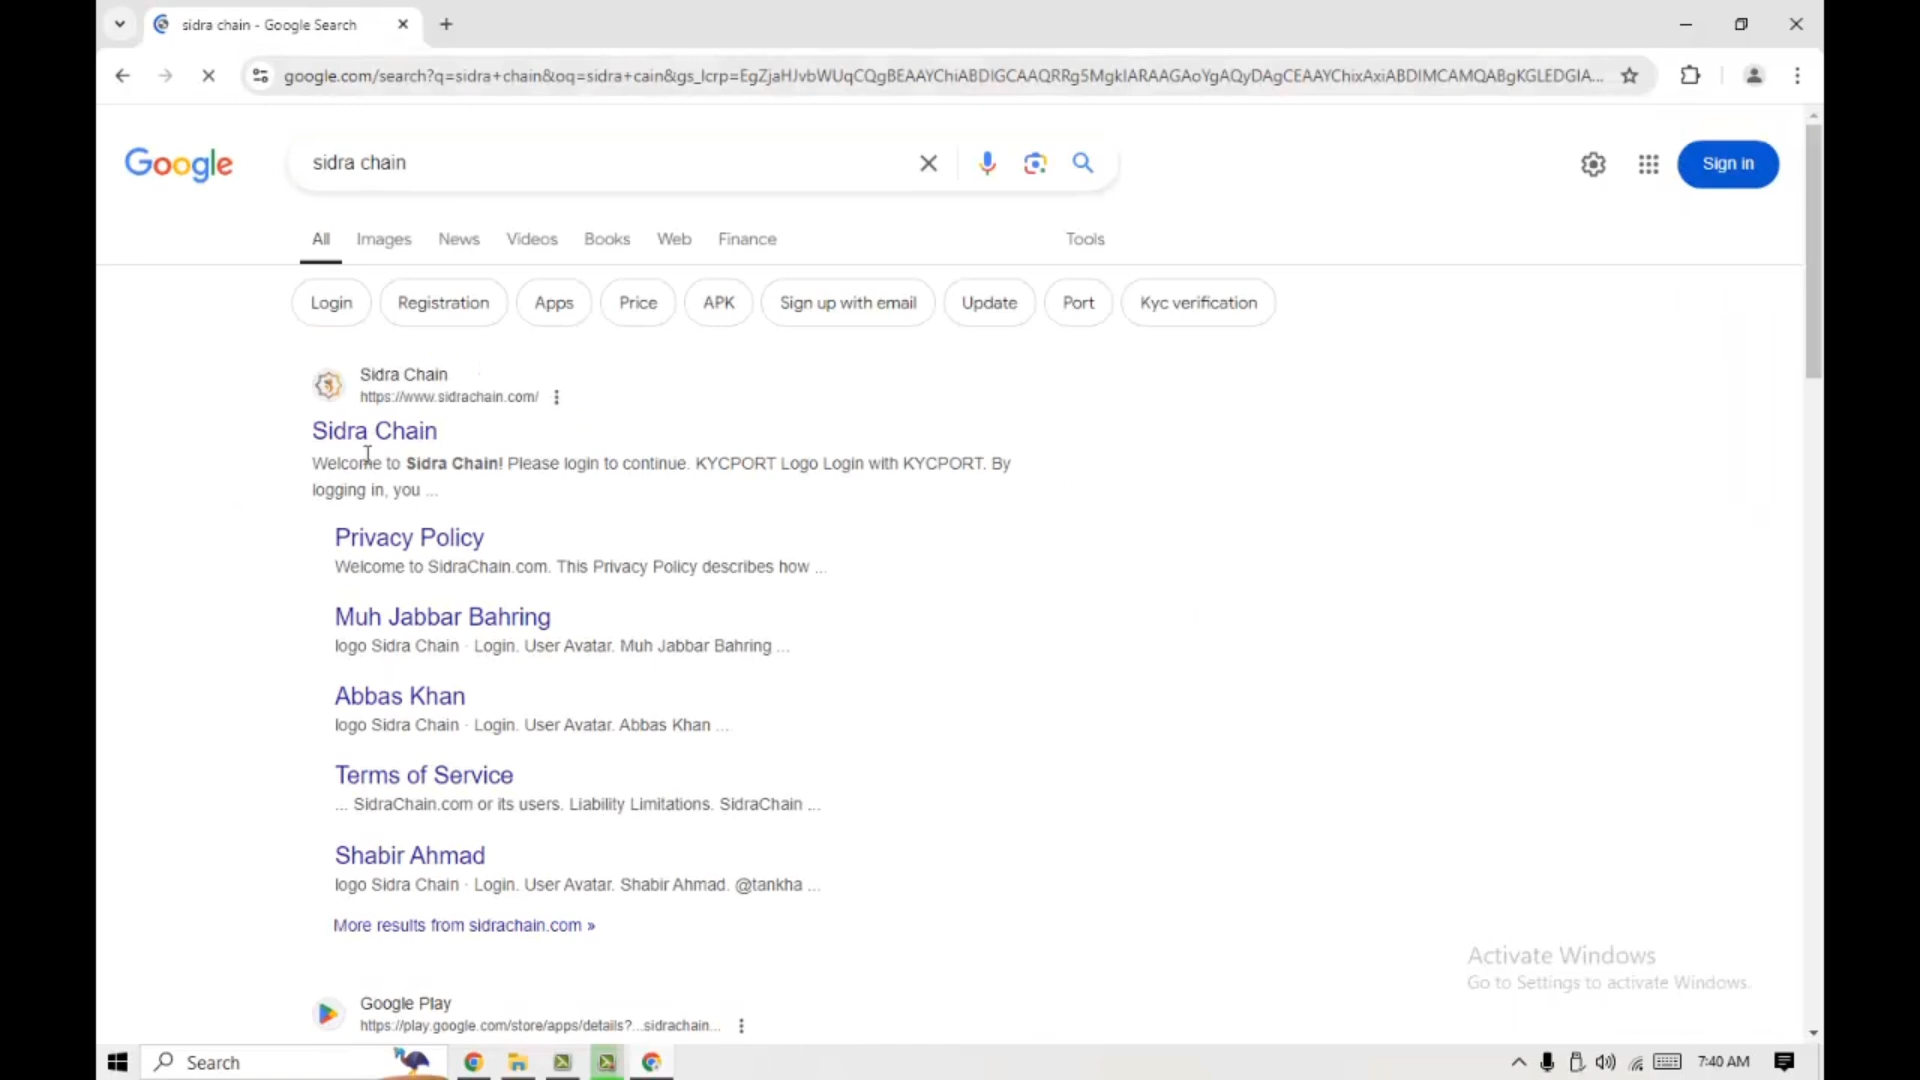 sidra chain - Google Search
google.com/search?q=sidra+chain&oq=sidra+cain&gs_lcrp=EgZjaHJvbWUqCQgBEAAYChiABDIGCAAQRRg5MgkIARAAGAoYgAQyDAgCEAAYChixAxiABDIMCAMQABgKGLEDGIA...
Google
sidra chain
Sign in
All Images News Videos Books Web Finance Tools
Login Registration Apps Price APK Sign up with email Update Port Kyc verification
Sidra Chain
https://www.sidrachain.com/
Sidra Chain
Welcome to Sidra Chain! Please login to continue. KYCPORT Logo Login with KYCPORT. By
logging in, you ...
Privacy Policy
Welcome to SidraChain.com. This Privacy Policy describes how ...
Muh Jabbar Bahring
logo Sidra Chain · Login. User Avatar. Muh Jabbar Bahring ...
Abbas Khan
logo Sidra Chain · Login. User Avatar. Abbas Khan ...
Terms of Service
... SidraChain.com or its users. Liability Limitations. SidraChain ...
Shabir Ahmad
logo Sidra Chain · Login. User Avatar. Shabir Ahmad. @tankha ...
More results from sidrachain.com »
Activate Windows
Go to Settings to activate Windows.
Google Play
https://play.google.com/store/apps/details?...sidrachain...
Search
7:40 AM